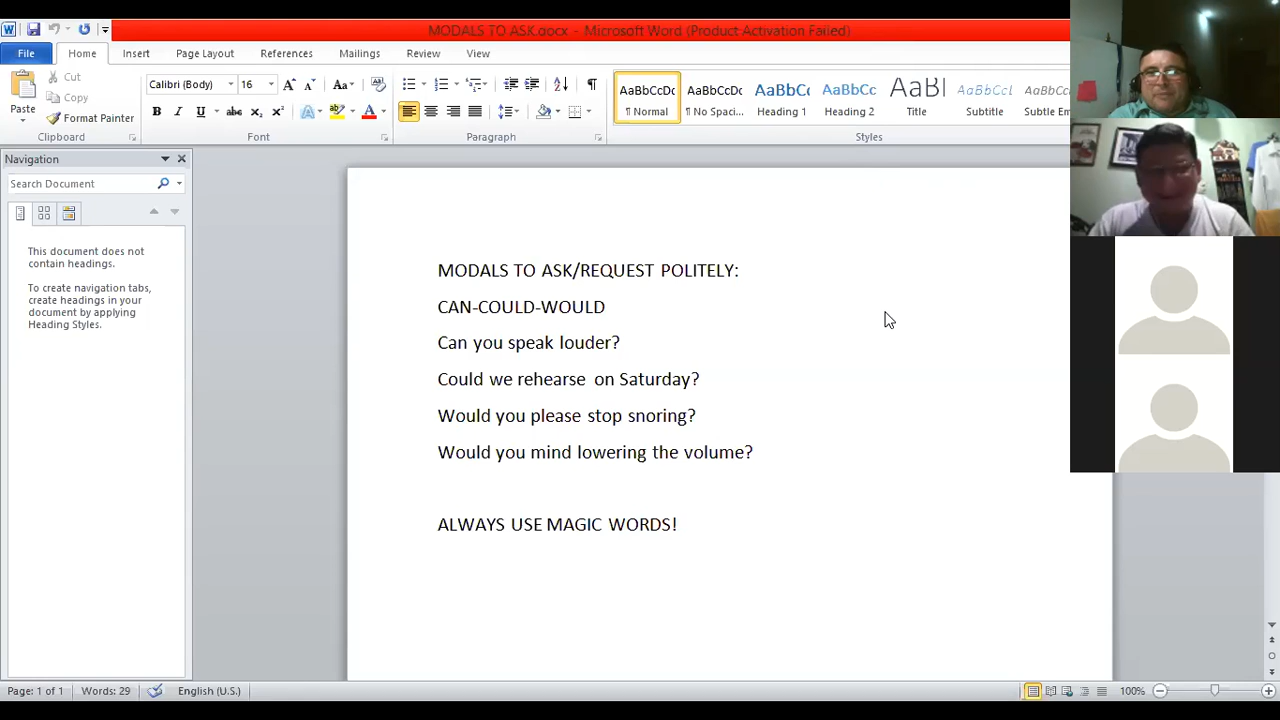 MODALS TO ASK.docx - Microsoft Word (Product Activation Failed)
File Home Insert Page Layout References Mailings Review View
Cut
Copy
Format Painter
Paste
Clipboard
Calibri (Body) 16
Font
Paragraph
AaBbCcDc AaBbCcDc AaBbCc AaBbCc AaBl AaBbCcL AaBbCcD
¶ Normal ¶ No Spaci... Heading 1 Heading 2 Title Subtitle Subtle Em
Styles
Navigation
Search Document
This document does not
contain headings.
To create navigation tabs,
create headings in your
document by applying
Heading Styles.
MODALS TO ASK/REQUEST POLITELY:
CAN-COULD-WOULD
Can you speak louder?
Could we rehearse on Saturday?
Would you please stop snoring?
Would you mind lowering the volume?
ALWAYS USE MAGIC WORDS!
Page: 1 of 1 Words: 29 English (U.S.) 100%